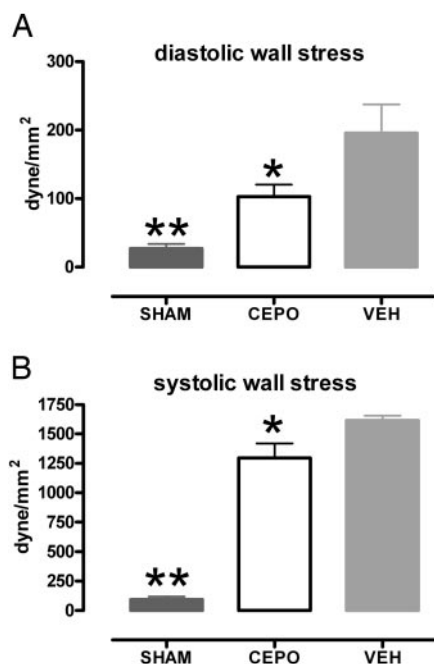 A
diastolic wall stress
300
200
100
0
dyne/mm²
**
*
SHAM CEPO VEH
B
systolic wall stress
1750
1500
1250
1000
750
500
250
0
dyne/mm²
**
*
SHAM CEPO VEH